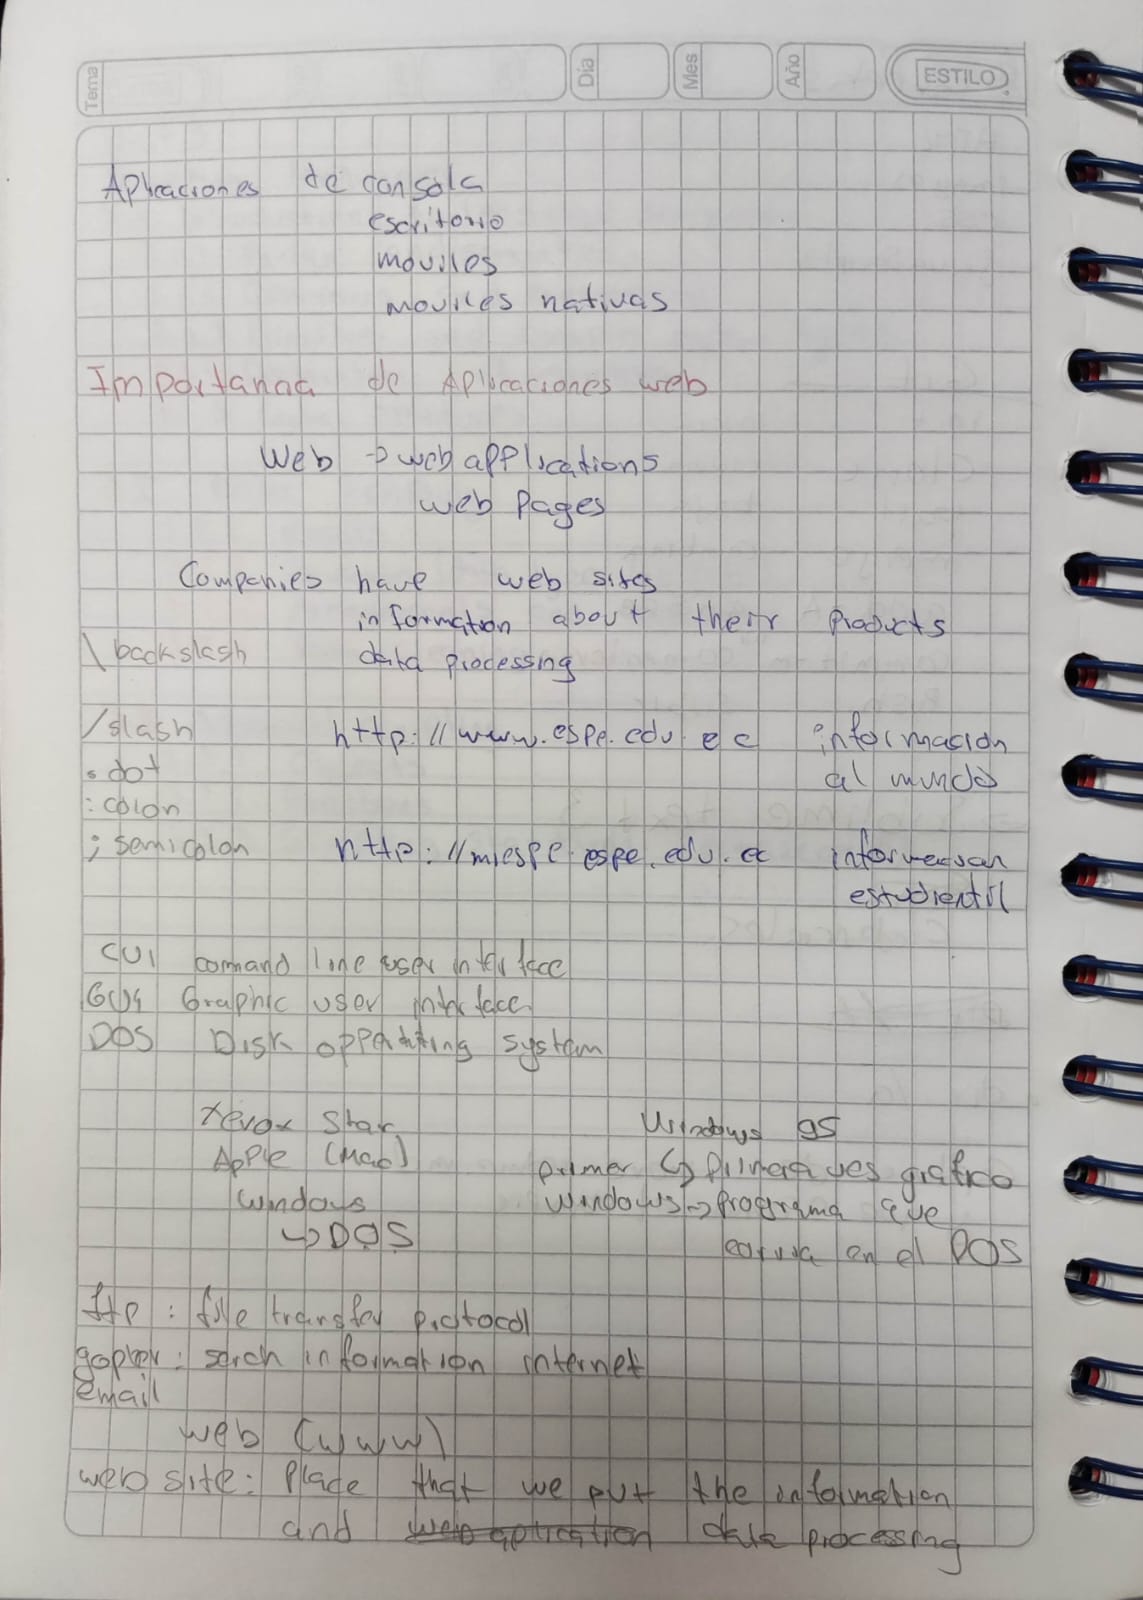 Tema Día Mes Año ESTILO
Aplicaciones de consola
escritorio
moviles
moviles nativas
Importancia de Aplicaciones web
Web → web applications
web pages
Companies have web sites
information about their products
\ backslash data processing
/ slash http://www.espe.edu.ec información
. dot al mundo
: colon
; semicolon http://miespe.espe.edu.ec
estudiantil
CUI command line user interface
GUI Graphic user interface
DOS Disk opperating system
Xerox Star Windows 95
Apple (Mac) primer ↳ primera ves gráfico
windows windows → programa que
↳ DOS en el DOS
ftp : file transfer protocol
gopher : serch information internet
email
web (www)
web site : Place that we put the information
and web aplication data processing